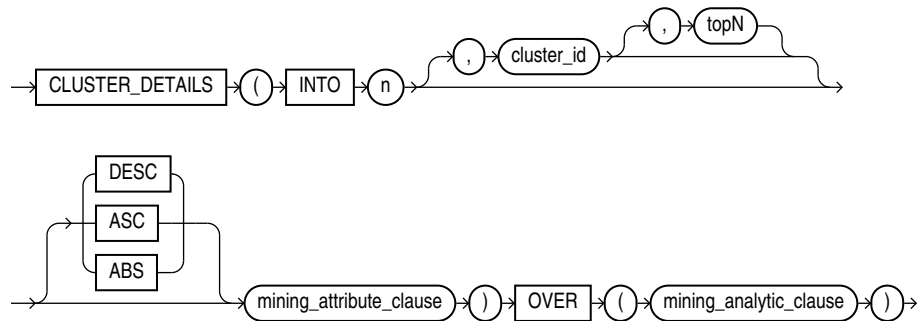 , topN
, cluster_id
CLUSTER_DETAILS ( INTO n
DESC
ASC
ABS
mining_attribute_clause ) OVER ( mining_analytic_clause )